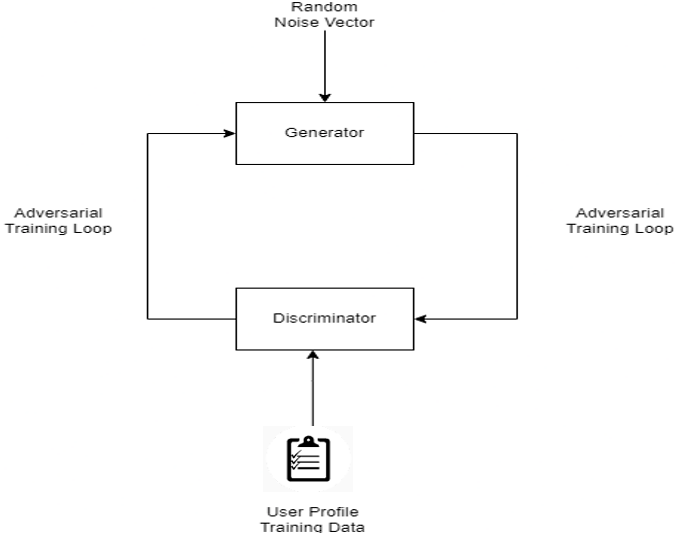 Random
Noise Vector
Generator
Adversarial
Training Loop
Adversarial
Training Loop
Discriminator
User Profile
Training Data